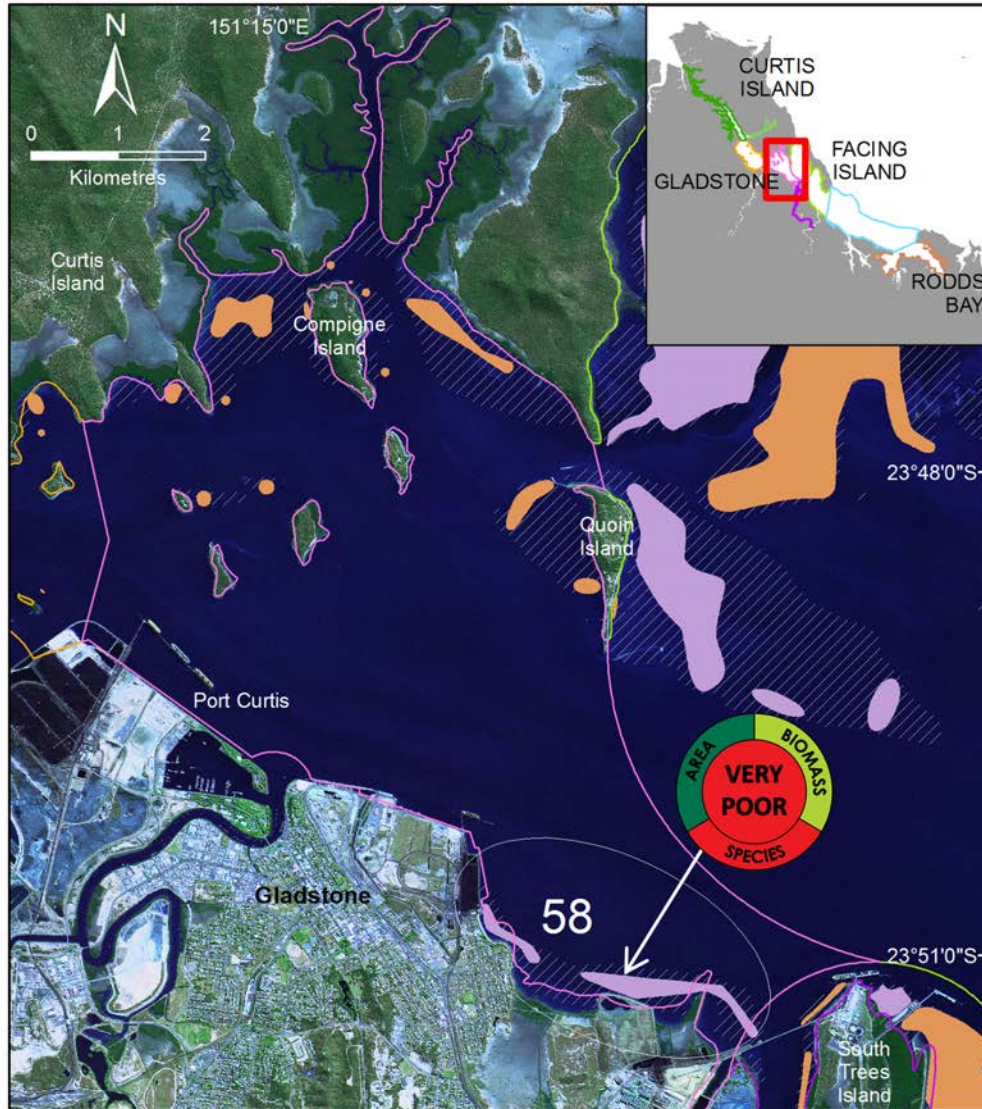 N
151°15'0"E
0 1 2
Kilometres
CURTIS
ISLAND
FACING
ISLAND
GLADSTONE
RODDS
BAY
Curtis
Island
Compigne
Island
23°48'0"S
Quoin
Island
Port Curtis
AREA
BIOMASS
VERY
POOR
SPECIES
Gladstone
58
23°51'0"S
South
Trees
Island